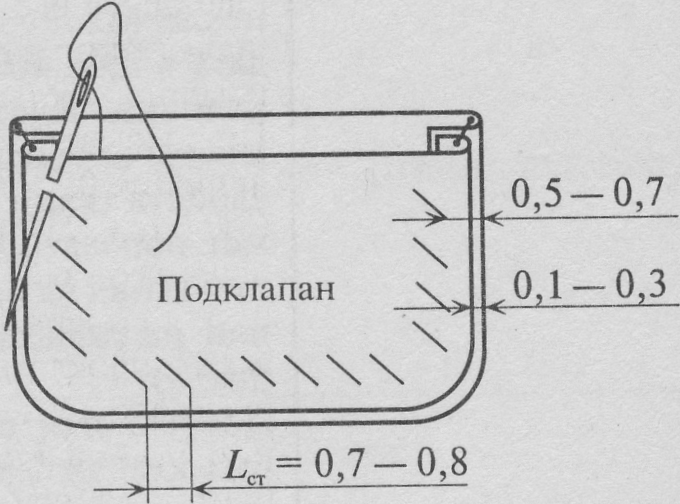 0,5 — 0,7
Подклапан
0,1 — 0,3
Lст = 0,7 — 0,8